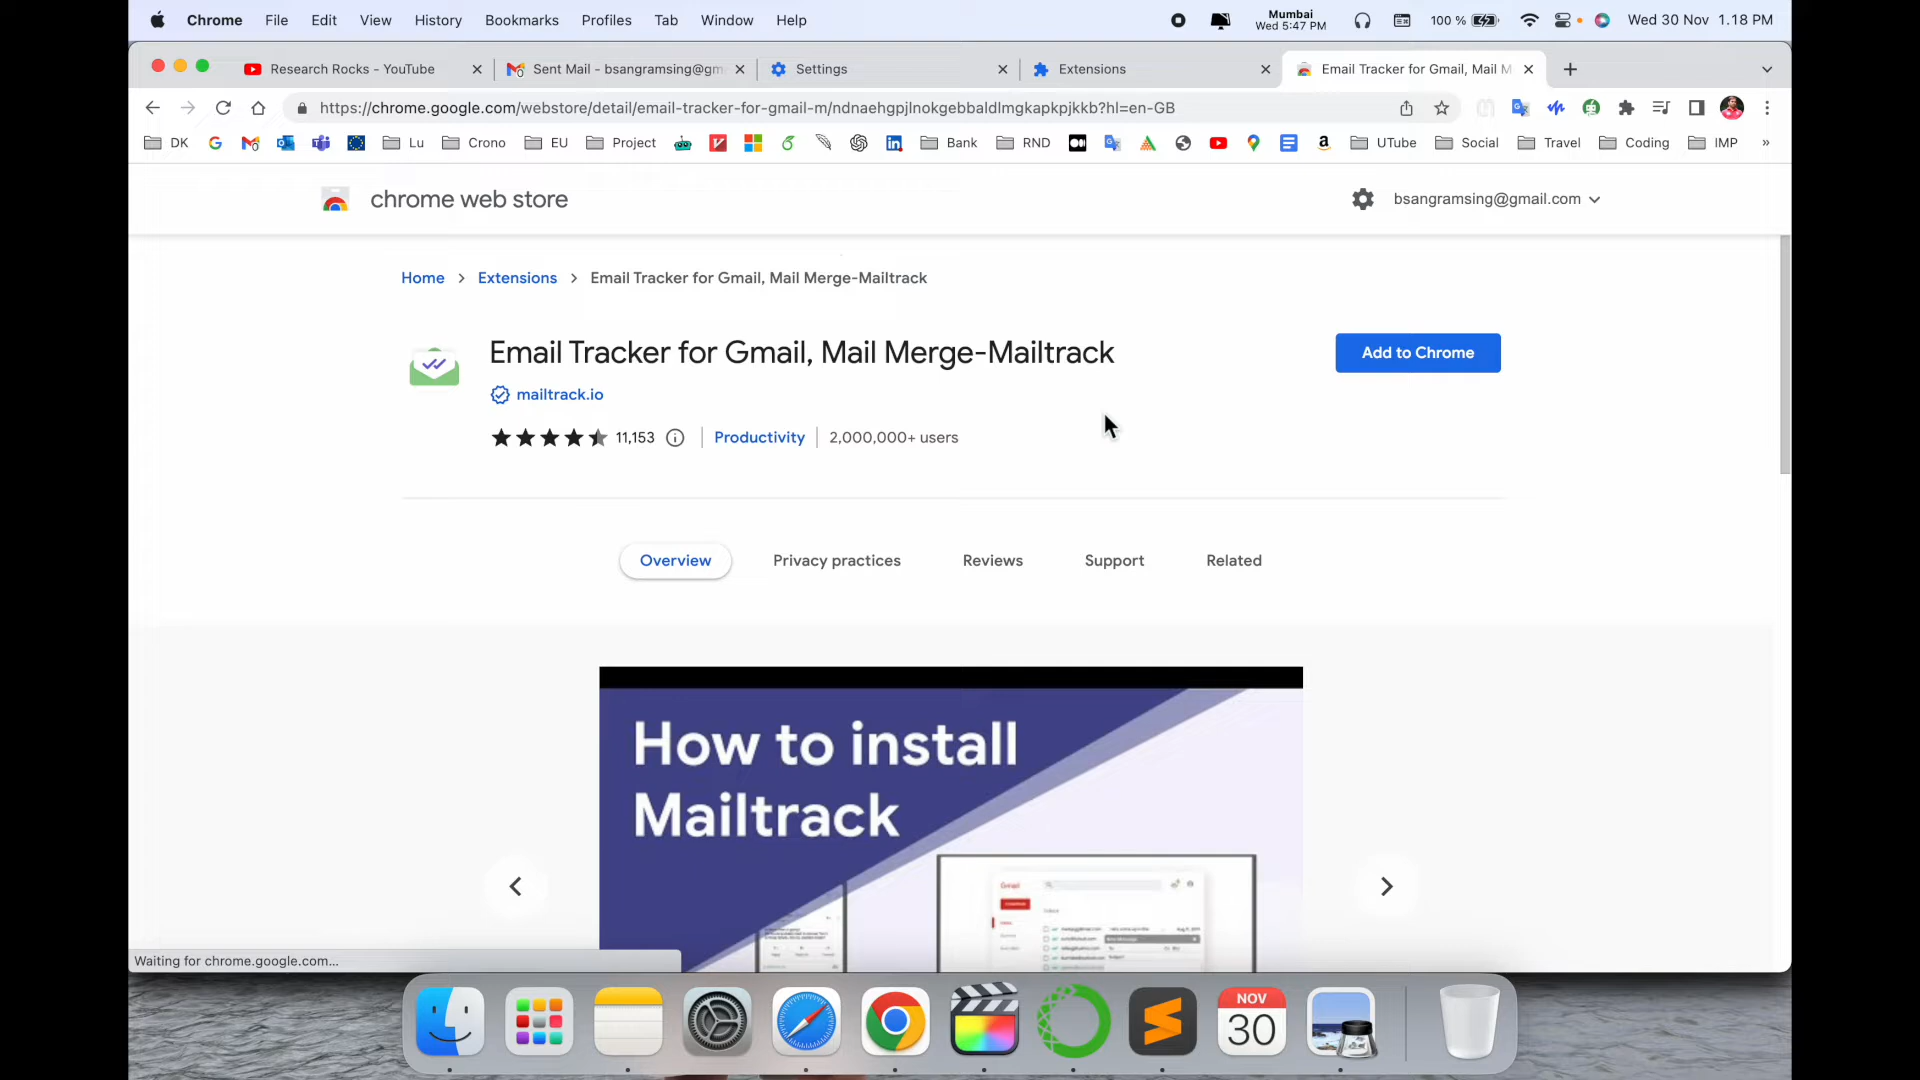 Chrome File Edit View History Bookmarks Profiles Tab Window Help Mumbai Wed 5:47 PM 100 % Wed 30 Nov 1.18 PM
Research Rocks - YouTube Sent Mail - bsangramsing@gm Settings Extensions Email Tracker for Gmail, Mail M
https://chrome.google.com/webstore/detail/email-tracker-for-gmail-m/ndnaehgpjlnokgebbaldlmgkapkpjkkb?hl=en-GB
DK Lu Crono EU Project Bank RND UTube Social Travel Coding IMP »
chrome web store bsangramsing@gmail.com
Home > Extensions > Email Tracker for Gmail, Mail Merge-Mailtrack
Email Tracker for Gmail, Mail Merge-Mailtrack Add to Chrome
mailtrack.io
11,153 Productivity 2,000,000+ users
Overview Privacy practices Reviews Support Related
How to install
Mailtrack
Gmail
Waiting for chrome.google.com...
NOV
30